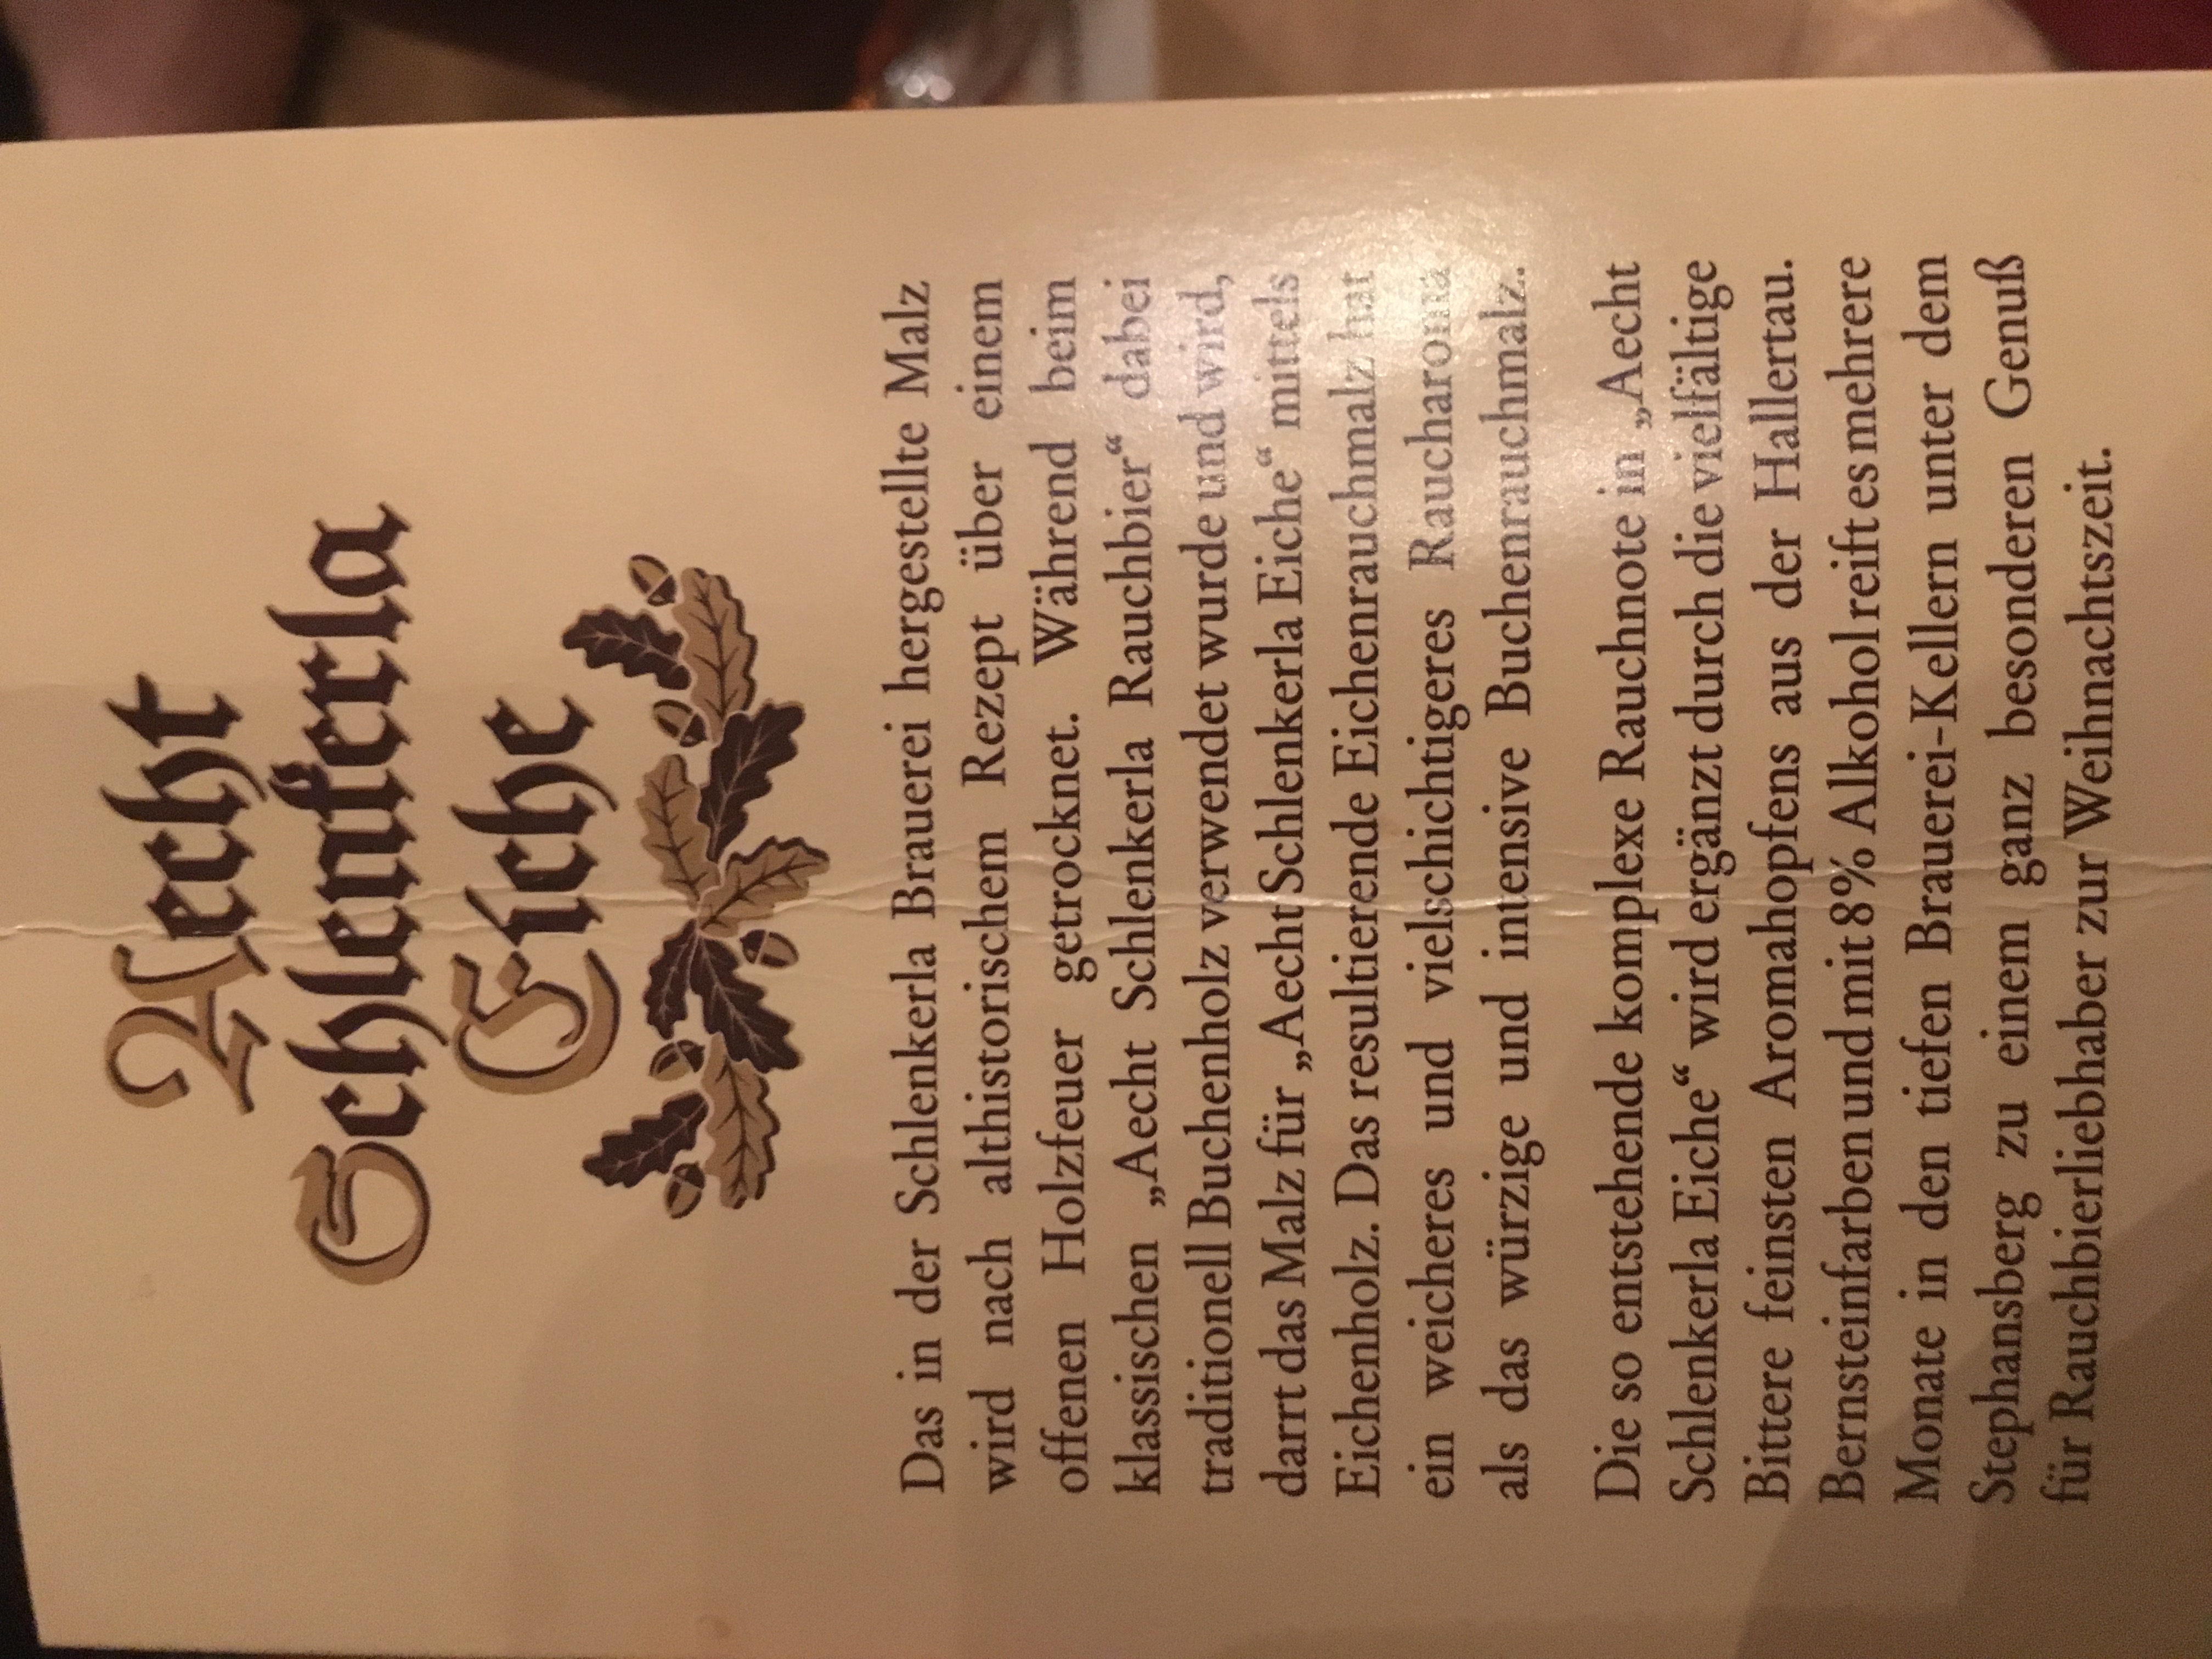 Aecht
Schlenkerla
Eiche
Das in der Schlenkerla Brauerei hergestellte Malz
wird nach althistorischem Rezept über einem
offenen Holzfeuer getrocknet. Während beim
klassischen „Aecht Schlenkerla Rauchbier“ dabei
traditionell Buchenholz verwendet wurde und wird,
darrt das Malz für „Aecht Schlenkerla Eiche“ mittels
Eichenholz. Das resultierende Eichenrauchmalz hat
ein weicheres und vielschichtigeres Raucharoma
als das würzige und intensive Buchenrauchmalz.
Die so entstehende komplexe Rauchnote in „Aecht
Schlenkerla Eiche“ wird ergänzt durch die vielfältige
Bittere feinsten Aromahopfens aus der Hallertau.
Bernsteinfarben und mit 8% Alkohol reift es mehrere
Monate in den tiefen Brauerei-Kellern unter dem
Stephansberg zu einem ganz besonderen Genuß
für Rauchbierliebhaber zur Weihnachtszeit.